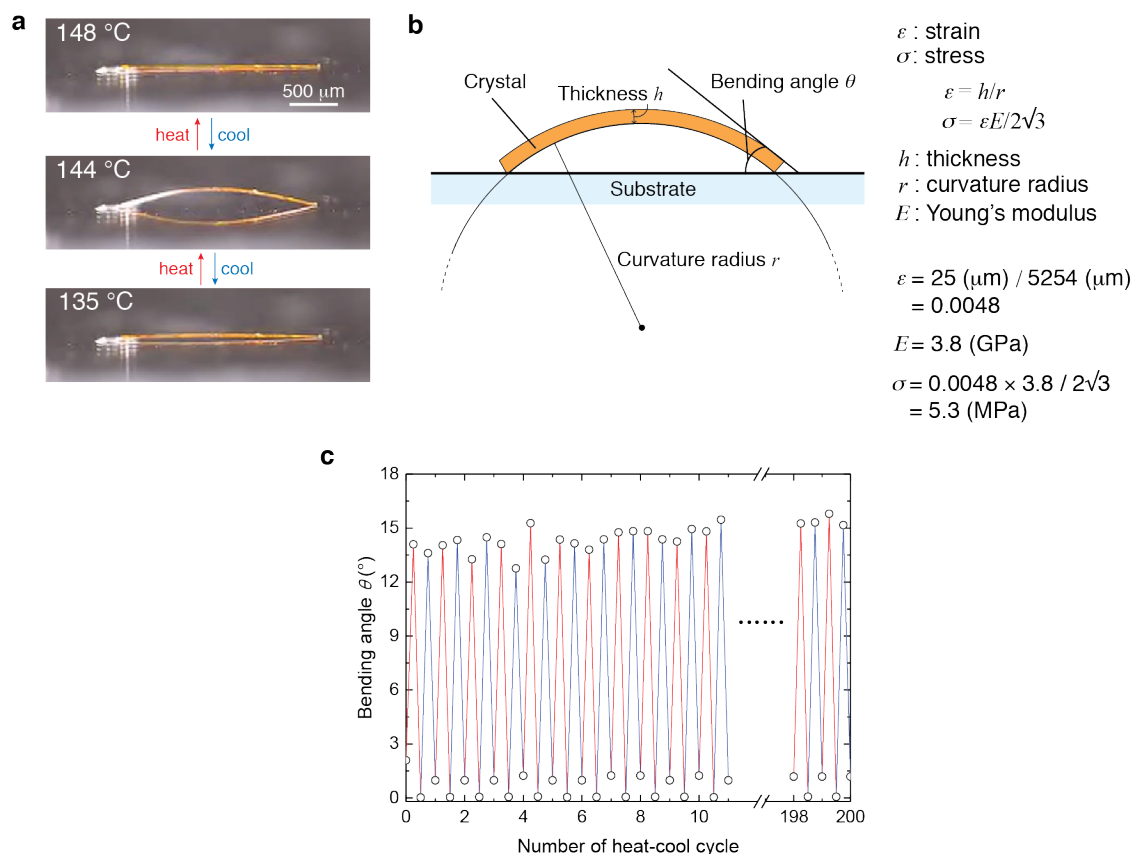 a
148 °C
500 μm
heat
cool
144 °C
heat
cool
135 °C
b
Crystal
Thickness h
Bending angle θ
Substrate
Curvature radius r
ε : strain
σ : stress
ε = h/r
σ = εE/2√3
h : thickness
r : curvature radius
E : Young’s modulus
ε = 25 (μm) / 5254 (μm)
= 0.0048
E = 3.8 (GPa)
σ = 0.0048 × 3.8 / 2√3
= 5.3 (MPa)
c
18
15
12
9
6
3
0
Bending angle θ (°)
0 2 4 6 8 10 198 200
Number of heat-cool cycle